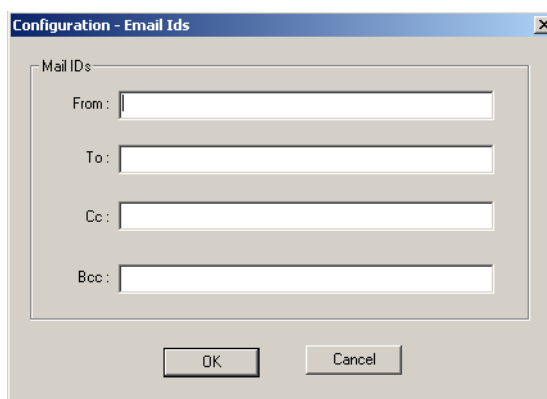 Configuration - Email Ids
Mail IDs
From :
To :
Cc :
Bcc :
OK
Cancel